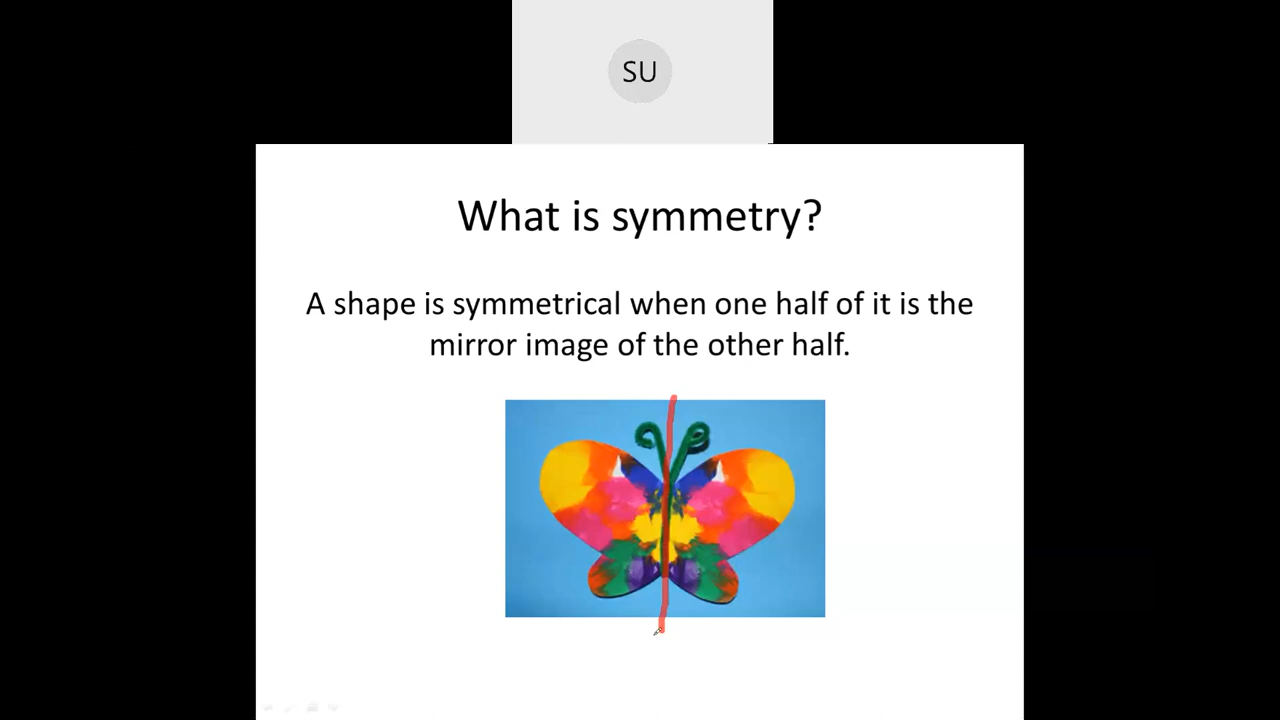 SU
What is symmetry?
A shape is symmetrical when one half of it is the
mirror image of the other half.